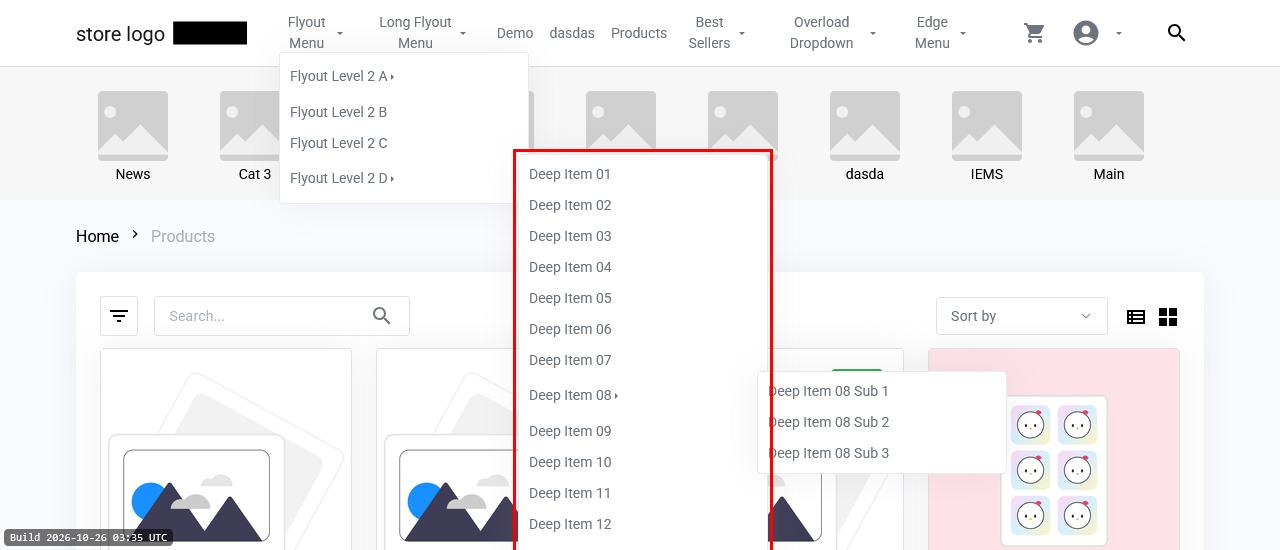 store logo
Flyout
Menu
Long Flyout
Menu
Demo
dasdas
Products
Best
Sellers
Overload
Dropdown
Edge
Menu
Flyout Level 2 A
Flyout Level 2 B
Flyout Level 2 C
Flyout Level 2 D
News
Cat 3
dasda
IEMS
Main
Deep Item 01
Deep Item 02
Deep Item 03
Deep Item 04
Deep Item 05
Deep Item 06
Deep Item 07
Deep Item 08
Deep Item 09
Deep Item 10
Deep Item 11
Deep Item 12
Deep Item 08 Sub 1
Deep Item 08 Sub 2
Deep Item 08 Sub 3
Home
Products
Search...
Sort by
Build 2026-10-26 03:35 UTC